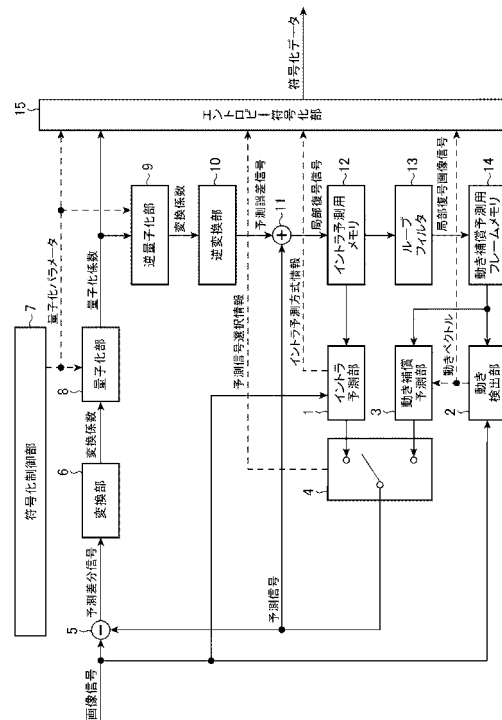 7
符号化制御部
量子化パラメータ
15
エントロピー符号化部
符号化データ
画像信号
5
予測差分信号
6
変換部
変換係数
8
量子化部
量子化係数
9
逆量子化部
変換係数
10
逆変換部
予測誤差信号
11
予測信号
予測信号選択情報
イントラ予測方式情報
局部復号信号
4
1
イントラ
予測部
12
イントラ予測用
メモリ
13
ループ
フィルタ
局部復号画像信号
3
動き補償
予測部
動きベクトル
2
動き
検出部
14
動き補償予測用
フレームメモリ